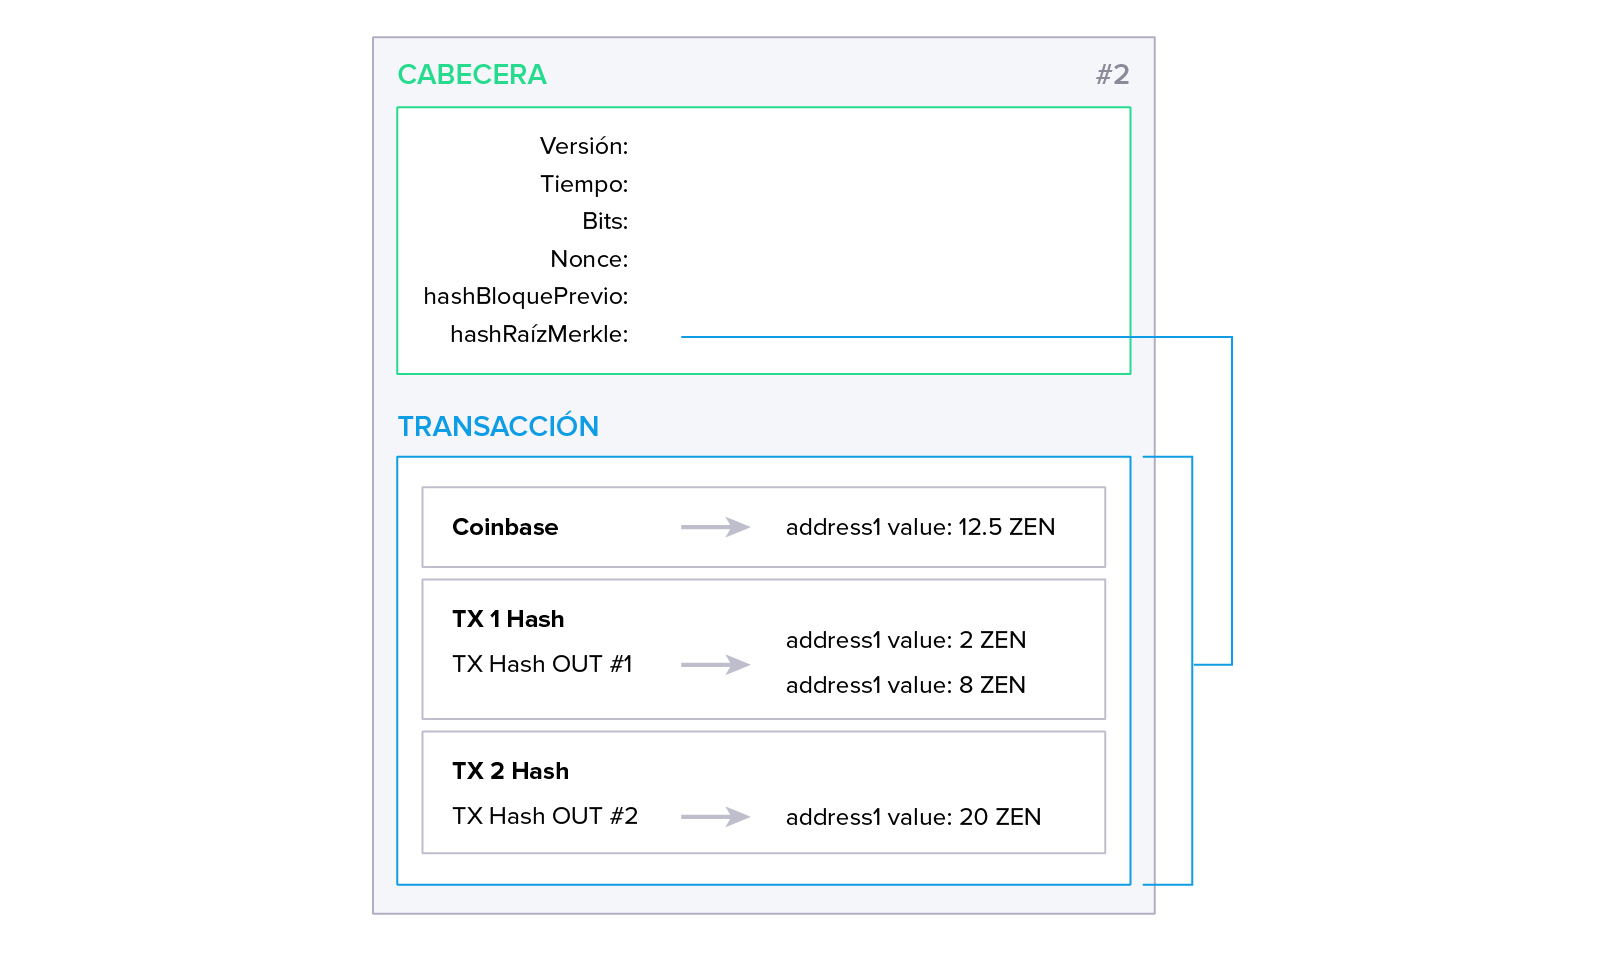 CABECERA
#2
Versión:
Tiempo:
Bits:
Nonce:
hashBloquePrevio:
hashRaízMerkle:
TRANSACCIÓN
Coinbase
address1 value: 12.5 ZEN
TX 1 Hash
TX Hash OUT #1
address1 value: 2 ZEN
address1 value: 8 ZEN
TX 2 Hash
TX Hash OUT #2
address1 value: 20 ZEN